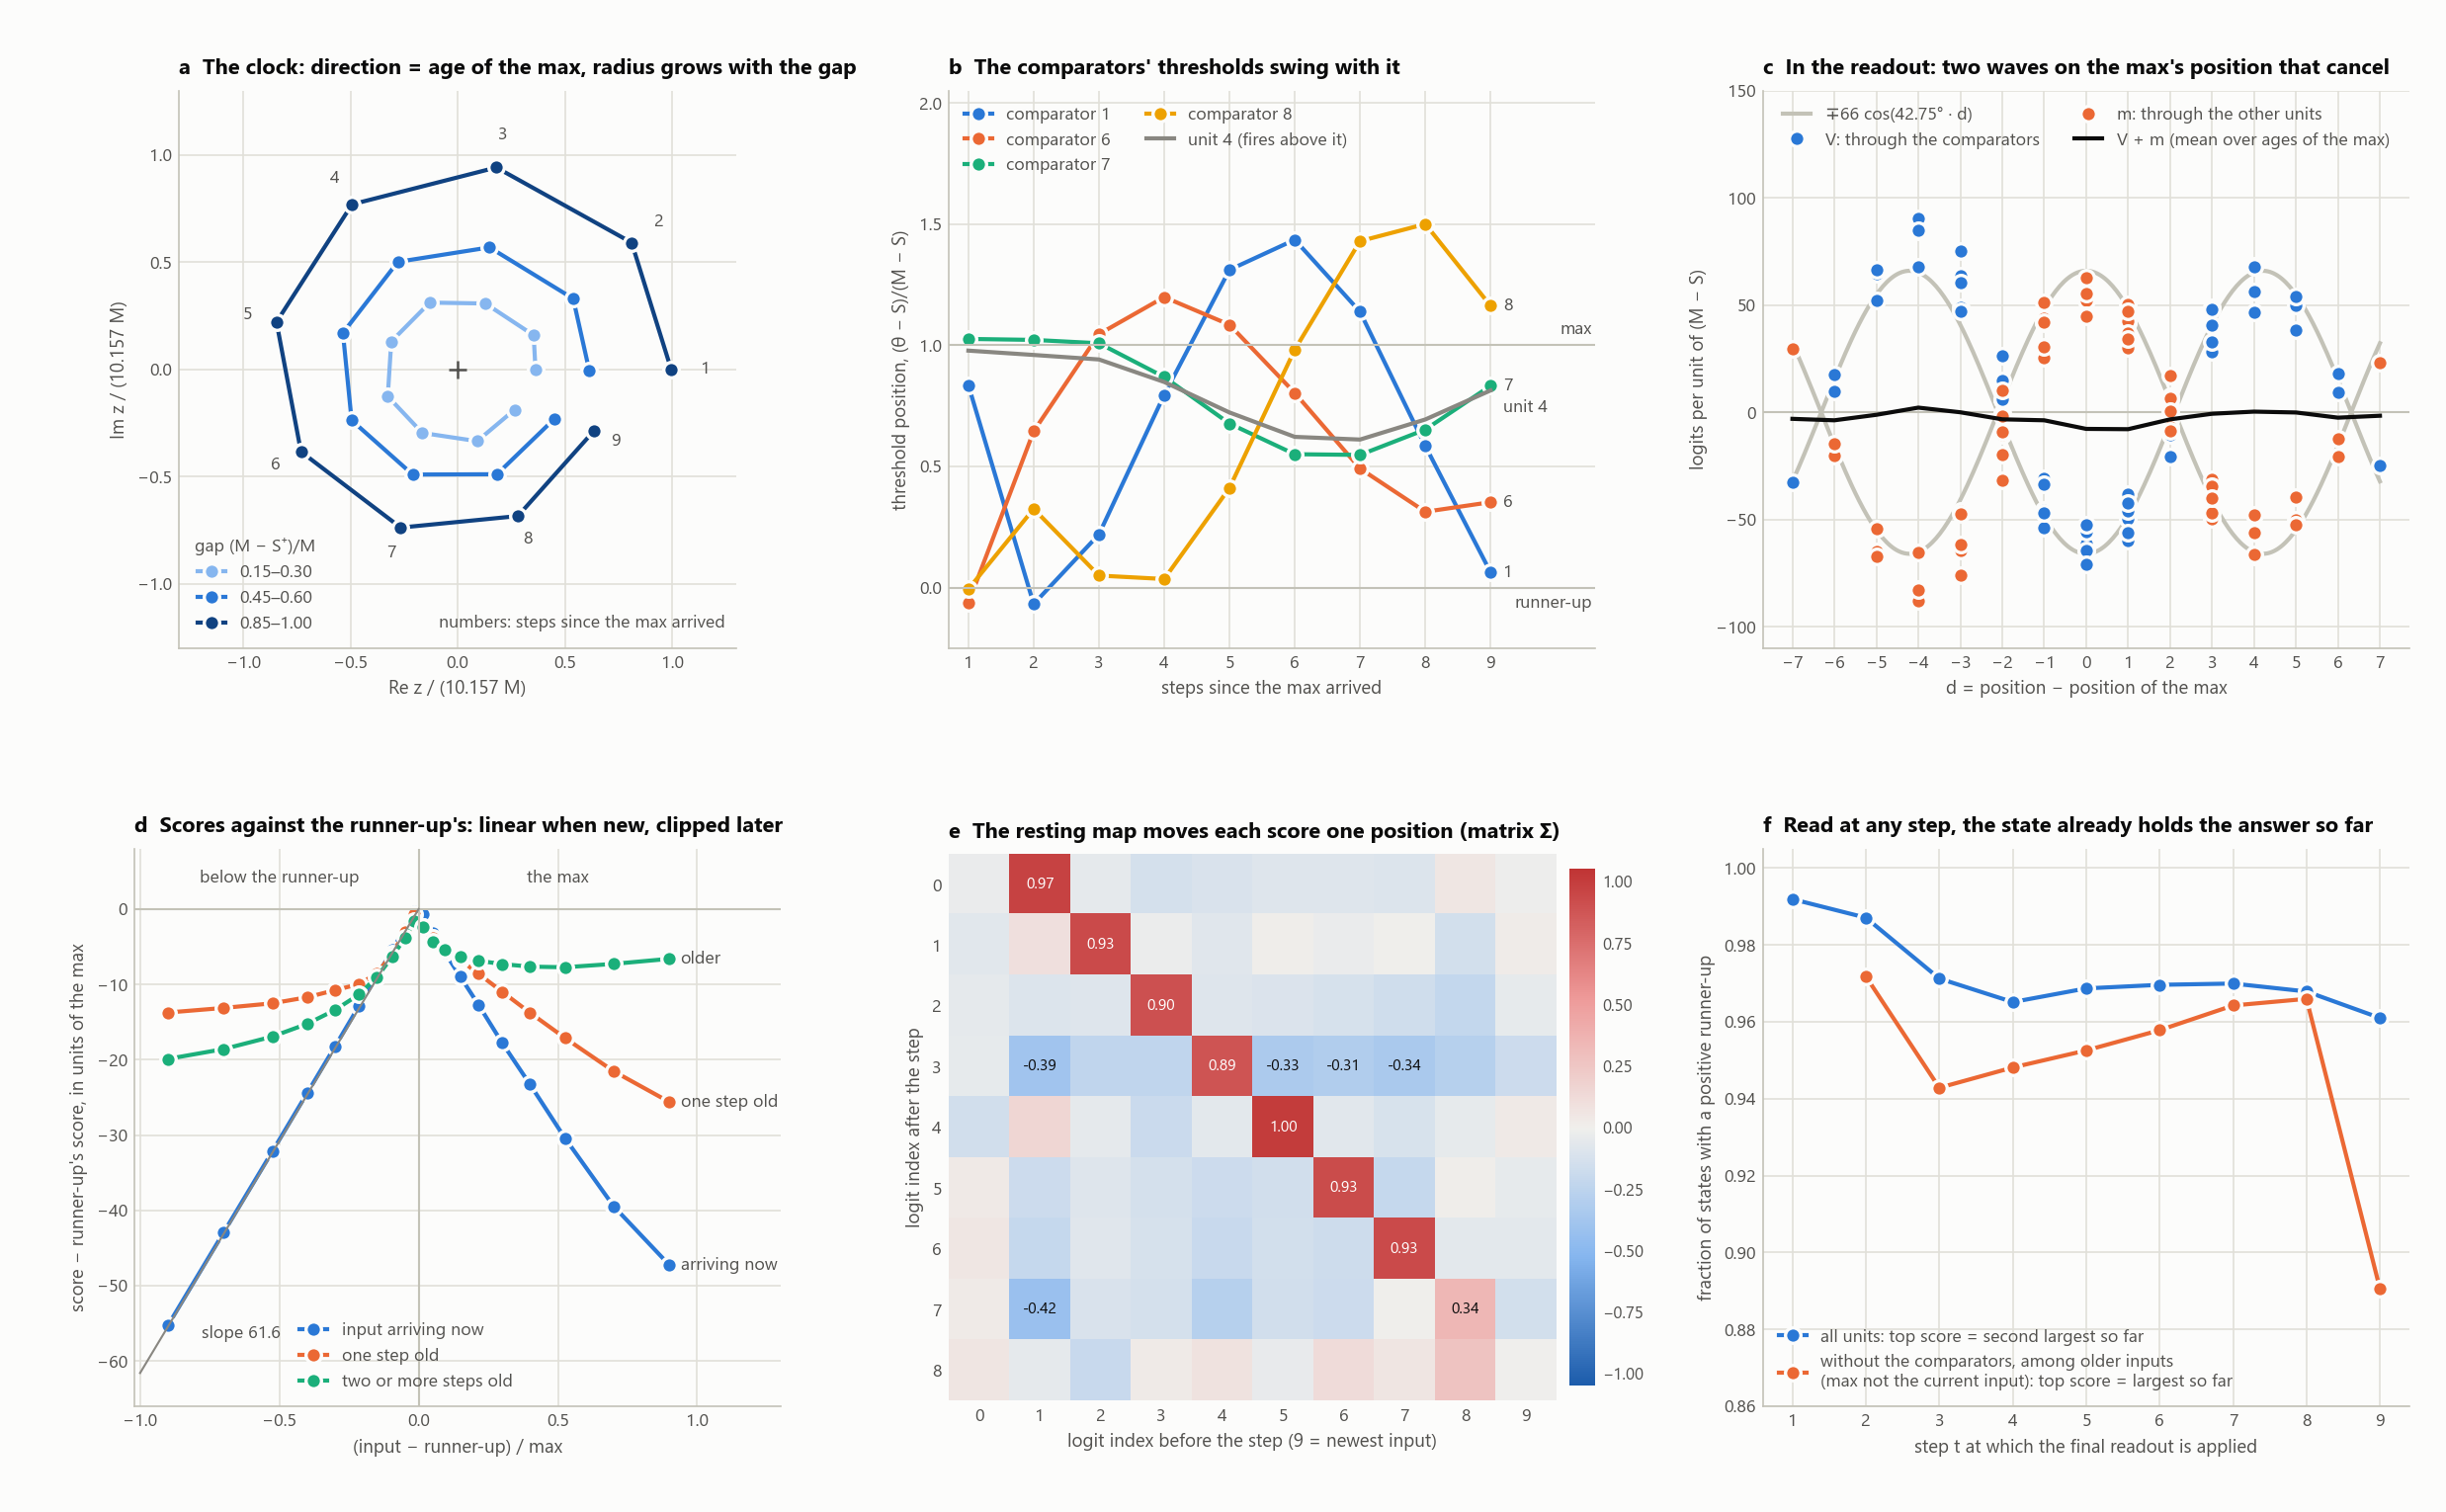 a The clock: direction = age of the max, radius grows with the gap
Im z / (10.157 M)
1.0
0.5
0.0
−0.5
−1.0
1
2
3
4
5
6
7
8
9
gap (M − S⁺)/M
0.15–0.30
0.45–0.60
0.85–1.00
numbers: steps since the max arrived
−1.0
−0.5
0.0
0.5
1.0
Re z / (10.157 M)
b The comparators' thresholds swing with it
threshold position, (θ − S)/(M − S)
2.0
1.5
1.0
0.5
0.0
comparator 1
comparator 6
comparator 7
comparator 8
unit 4 (fires above it)
8
max
7
unit 4
6
1
runner-up
1 2 3 4 5 6 7 8 9
steps since the max arrived
c In the readout: two waves on the max's position that cancel
logits per unit of (M − S)
150
100
50
0
−50
−100
∓66 cos(42.75° · d)
V: through the comparators
m: through the other units
V + m (mean over ages of the max)
−7 −6 −5 −4 −3 −2 −1 0 1 2 3 4 5 6 7
d = position − position of the max
d Scores against the runner-up's: linear when new, clipped later
score − runner-up's score, in units of the max
0
−10
−20
−30
−40
−50
−60
below the runner-up
the max
older
one step old
arriving now
slope 61.6
input arriving now
one step old
two or more steps old
−1.0 −0.5 0.0 0.5 1.0
(input − runner-up) / max
e The resting map moves each score one position (matrix Σ)
logit index after the step
0
1
2
3
4
5
6
7
8
0.97
0.93
0.90
-0.39 0.89 -0.33 -0.31 -0.34
1.00
0.93
0.93
-0.42 0.34
0 1 2 3 4 5 6 7 8 9
logit index before the step (9 = newest input)
1.00
0.75
0.50
0.25
0.00
−0.25
−0.50
−0.75
−1.00
f Read at any step, the state already holds the answer so far
fraction of states with a positive runner-up
1.00
0.98
0.96
0.94
0.92
0.90
0.88
0.86
all units: top score = second largest so far
without the comparators, among older inputs
(max not the current input): top score = largest so far
1 2 3 4 5 6 7 8 9
step t at which the final readout is applied